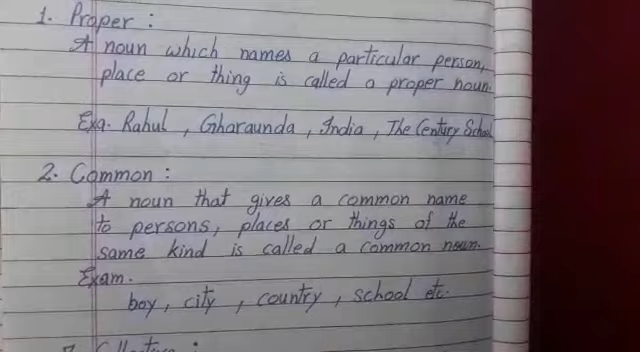 1. Proper :
A noun which names a particular person,
place or thing is called a proper noun.
Exa. Rahul , Gharaunda , India , The Century School
2. Common :
A noun that gives a common name
to persons, places or things of the
same kind is called a common noun.
Exam.
boy , city , country , school etc.